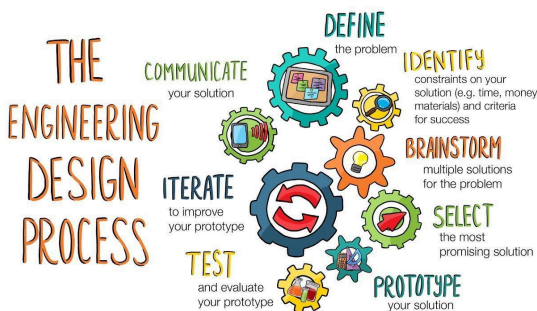 THE
ENGINEERING
DESIGN
PROCESS
DEFINE
the problem
IDENTIFY
constraints on your
solution (e.g. time, money
materials) and criteria
for success
BRAINSTORM
multiple solutions
for the problem
SELECT
the most
promising solution
PROTOTYPE
your solution
TEST
and evaluate
your prototype
ITERATE
to improve
your prototype
COMMUNICATE
your solution